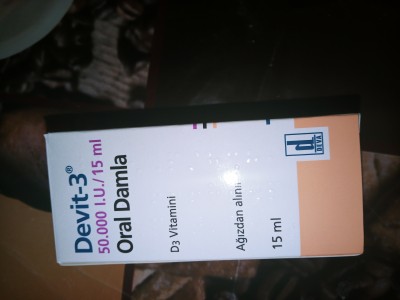 Devit-3®
50.000 I.U./15 ml
Oral Damla
D3 Vitamini
Ağızdan alınır
15 ml
DEVA